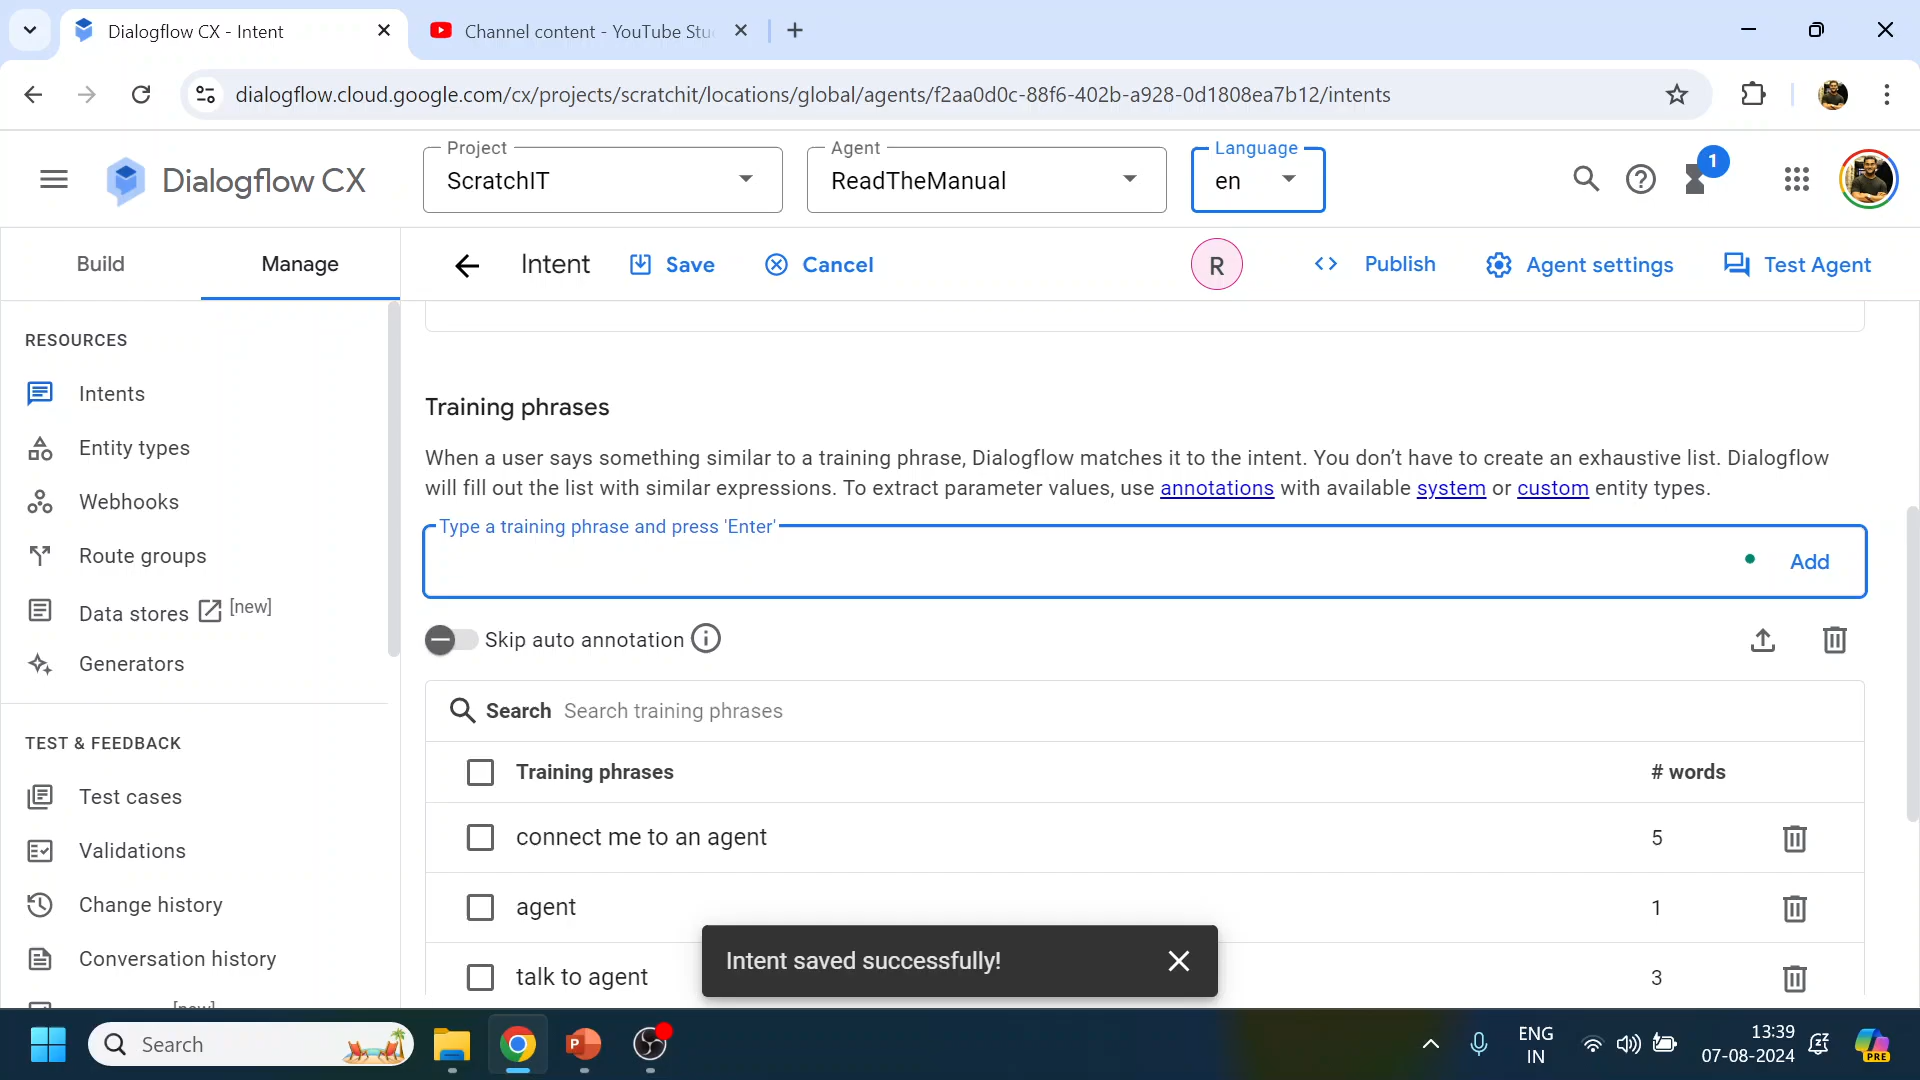 Dialogflow CX - Intent
Channel content - YouTube Stu
dialogflow.cloud.google.com/cx/projects/scratchit/locations/global/agents/f2aa0d0c-88f6-402b-a928-0d1808ea7b12/intents
Dialogflow CX
Project
ScratchIT
Agent
ReadTheManual
Language
en
1
Build
Manage
Intent
Save
Cancel
R
Publish
Agent settings
Test Agent
RESOURCES
Intents
Entity types
Webhooks
Route groups
Data stores [new]
Generators
TEST & FEEDBACK
Test cases
Validations
Change history
Conversation history
[new]
Training phrases
When a user says something similar to a training phrase, Dialogflow matches it to the intent. You don’t have to create an exhaustive list. Dialogflow
will fill out the list with similar expressions. To extract parameter values, use annotations with available system or custom entity types.
Type a training phrase and press 'Enter'
Add
Skip auto annotation
Search Search training phrases
Training phrases # words
connect me to an agent 5
agent 1
talk to agent 3
Intent saved successfully!
Search
ENG
IN
13:39
07-08-2024
PRE